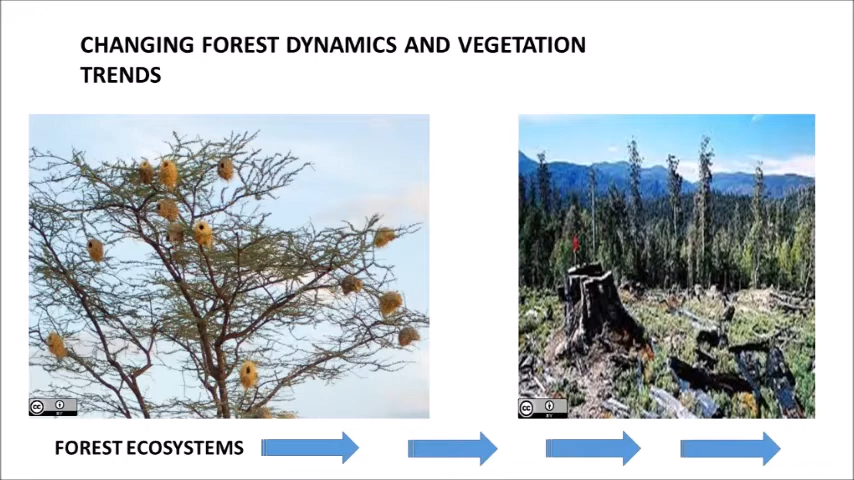 CHANGING FOREST DYNAMICS AND VEGETATION
TRENDS
FOREST ECOSYSTEMS